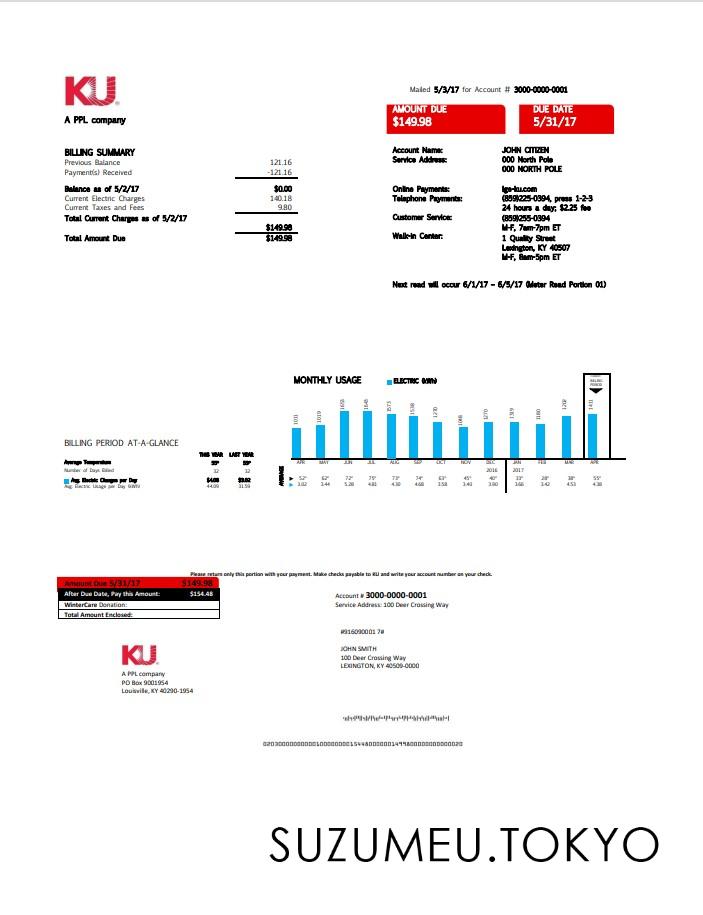 KU
Mailed 5/3/17 for Account # 3000-0000-0001
A PPL company
AMOUNT DUE
$149.98
DUE DATE
5/31/17
BILLING SUMMARY
Previous Balance 121.16
Payment(s) Received -121.16
Balance as of 5/2/17 $0.00
Current Electric Charges 140.18
Current Taxes and Fees 9.80
Total Current Charges as of 5/2/17
$149.98
Total Amount Due $149.98
Account Name: JOHN CITIZEN
Service Address: 000 North Pole
000 NORTH POLE
Online Payments: lge-ku.com
Telephone Payments: (859)225-0394, press 1-2-3
24 hours a day; $2.25 fee
Customer Service: (859)255-0394
M-F, 7am-7pm ET
Walk-in Center: 1 Quality Street
Lexington, KY 40507
M-F, 8am-5pm ET
Next read will occur 6/1/17 – 6/5/17 (Meter Read Portion 01)
MONTHLY USAGE
ELECTRIC (kWh)
BILLING
PERIOD
1011 1019 1653 1643 1573 1538 1270 1088 1270 1319 1180 1262 1411
APR MAY JUN JUL AUG SEP OCT NOV DEC JAN FEB MAR APR
2016 2017
AVERAGE
52° 62° 72° 75° 73° 74° 63° 45° 40° 33° 28° 38° 55°
3.02 3.44 5.28 4.81 4.30 4.68 3.58 3.40 3.90 3.66 3.42 4.53 4.38
BILLING PERIOD AT-A-GLANCE
THIS YEAR LAST YEAR
Average Temperature 55° 55°
Number of Days Billed 32 32
Avg. Electric Charges per Day $4.38 $3.02
Avg. Electric Usage per Day (kWh) 44.09 31.59
Please return only this portion with your payment. Make checks payable to KU and write your account number on your check.
Amount Due 5/31/17 $149.98
After Due Date, Pay this Amount: $154.48
WinterCare Donation:
Total Amount Enclosed:
Account # 3000-0000-0001
Service Address: 100 Deer Crossing Way
#916090001 7#
KU
A PPL company
PO Box 9001954
Louisville, KY 40290-1954
JOHN SMITH
100 Deer Crossing Way
LEXINGTON, KY 40509-0000
SUZUMEU.TOKYO